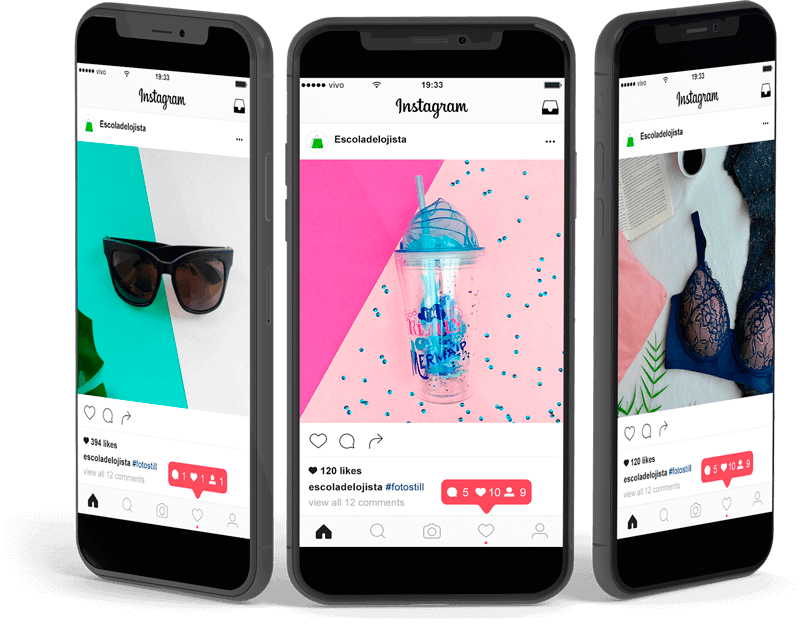 vivo
19:33
Instagram
Escoladelojista
394 likes
escoladelojista #fotostill
view all 12 comments
1 1 1
vivo
19:33
Instagram
Escoladelojista
MERMAID
120 likes
escoladelojista #fotostill
view all 12 comments
5 10 9
vivo
19:33
Instagram
Escoladelojista
120 likes
escoladelojista #fotostill
view all 12 comments
5 10 9